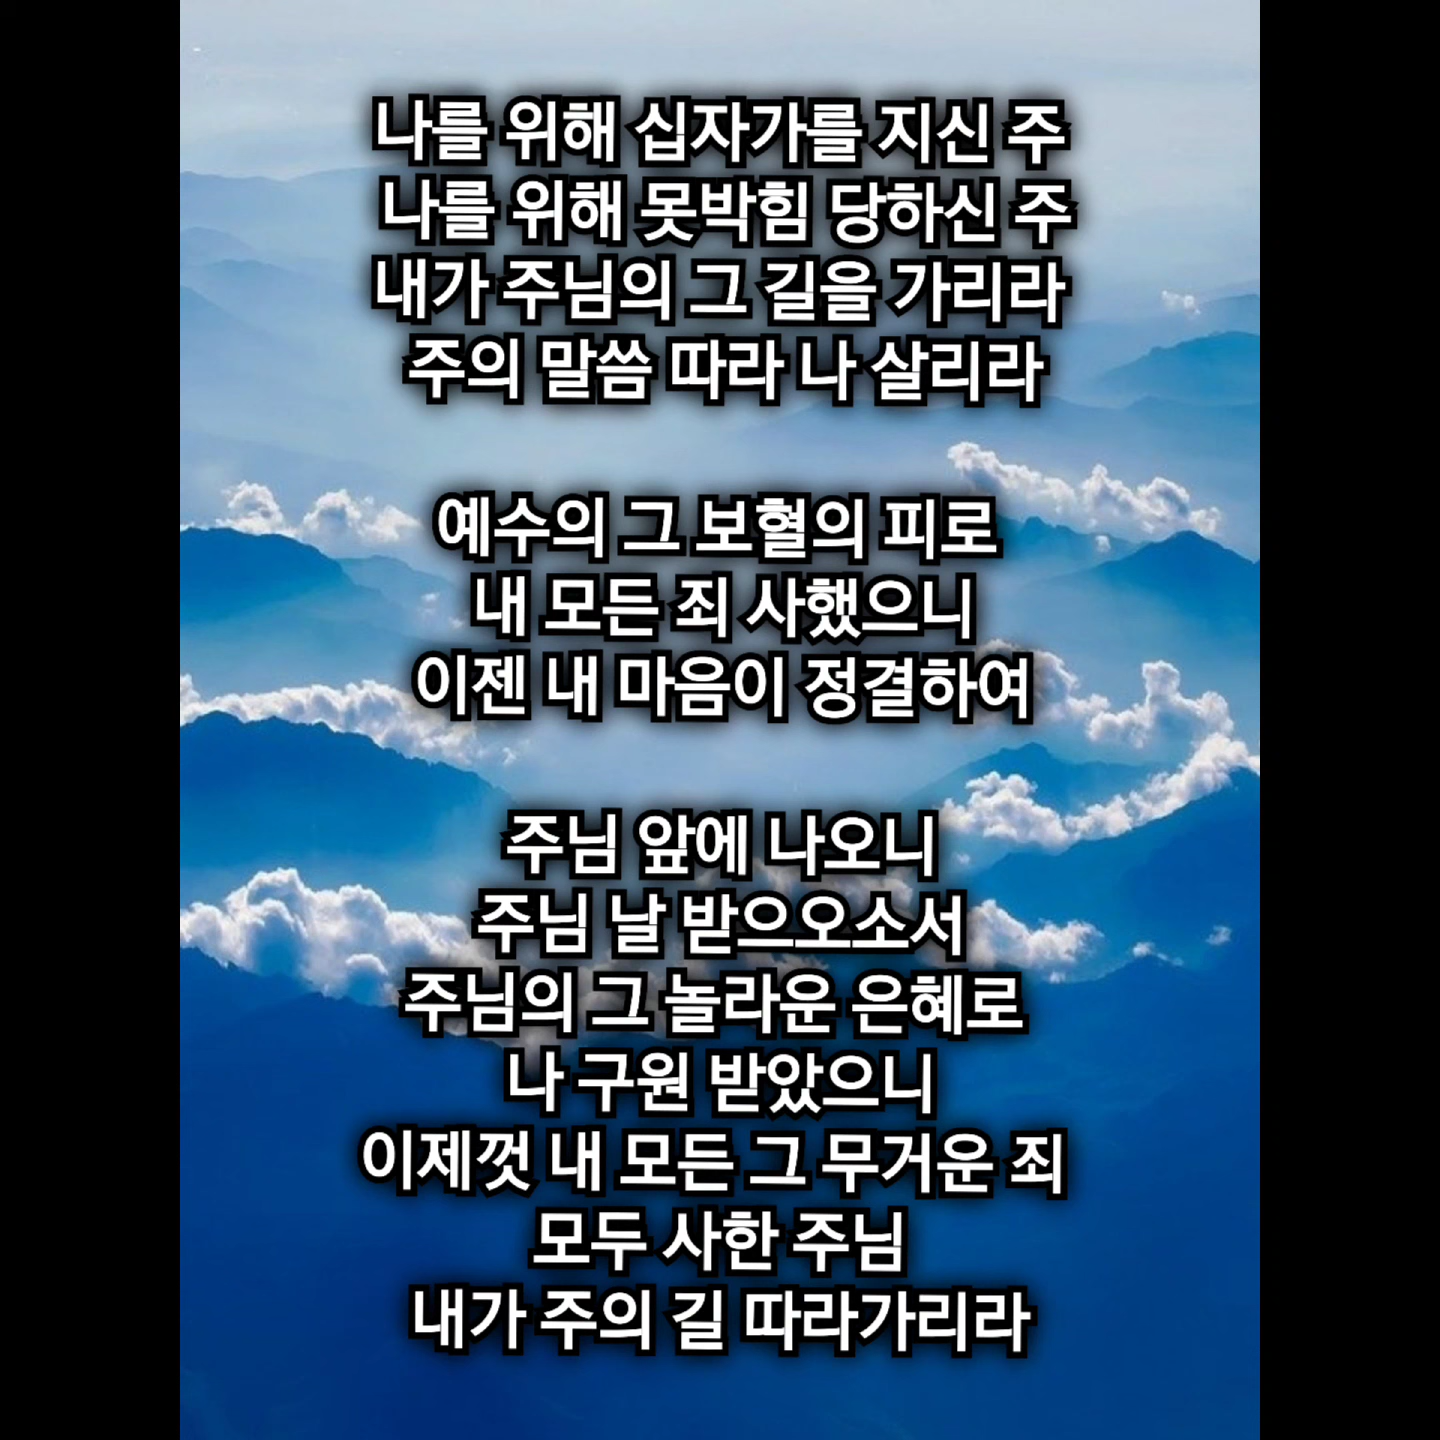 나를 위해 십자가를 지신 주
나를 위해 못박힘 당하신 주
내가 주님의 그 길을 가리라
주의 말씀 따라 나 살리라
예수의 그 보혈의 피로
내 모든 죄 사했으니
이젠 내 마음이 정결하여
주님 앞에 나오니
주님 날 받으오소서
주님의 그 놀라운 은혜로
나 구원 받았으니
이제껏 내 모든 그 무거운 죄
모두 사한 주님
내가 주의 길 따라가리라